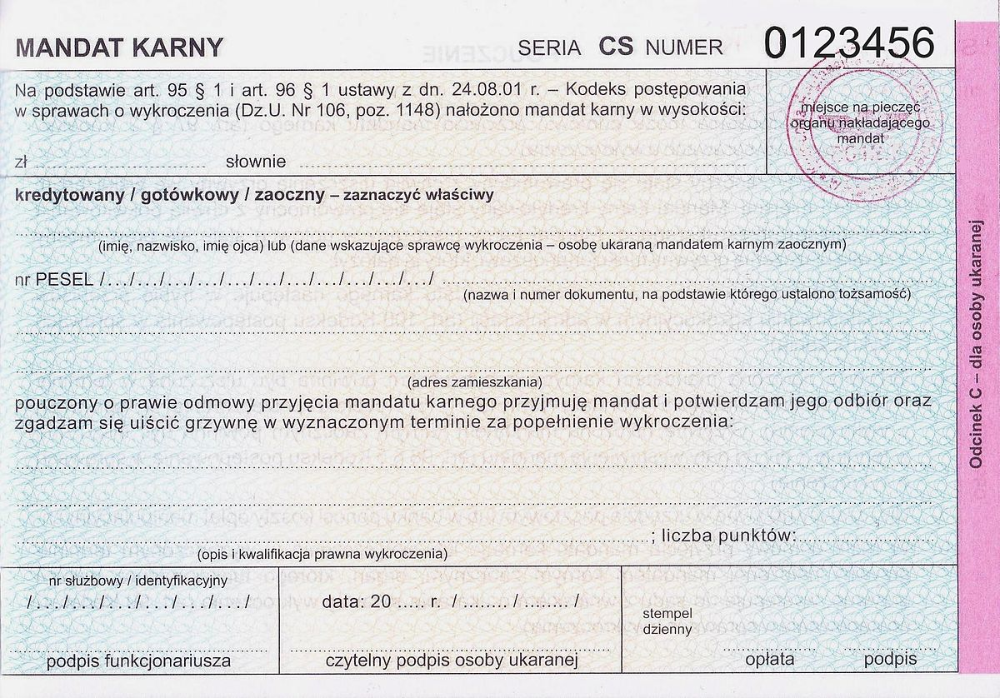 MANDAT KARNY SERIA CS NUMER 0123456
Na podstawie art. 95 § 1 i art. 96 § 1 ustawy z dn. 24.08.01 r. – Kodeks postępowania
w sprawach o wykroczenia (Dz.U. Nr 106, poz. 1148) nałożono mandat karny w wysokości:
zł ........................................ słownie ........................................
miejsce na pieczęć
organu nakładającego
mandat
kredytowany / gotówkowy / zaoczny – zaznaczyć właściwy
(imię, nazwisko, imię ojca) lub (dane wskazujące sprawcę wykroczenia – osobę ukaraną mandatem karnym zaocznym)
nr PESEL /.../.../.../.../.../.../.../.../.../.../.../ ........................................
(nazwa i numer dokumentu, na podstawie którego ustalono tożsamość)
(adres zamieszkania)
pouczony o prawie odmowy przyjęcia mandatu karnego przyjmuję mandat i potwierdzam jego odbiór oraz
zgadzam się uiścić grzywnę w wyznaczonym terminie za popełnienie wykroczenia:
........................................; liczba punktów:....................
(opis i kwalifikacja prawna wykroczenia)
nr służbowy / identyfikacyjny
/.../.../.../.../.../.../.../
podpis funkcjonariusza
data: 20 ..... r. / ......../......../
czytelny podpis osoby ukaranej
stempel
dzienny
opłata podpis
Odcinek C – dla osoby ukaranej